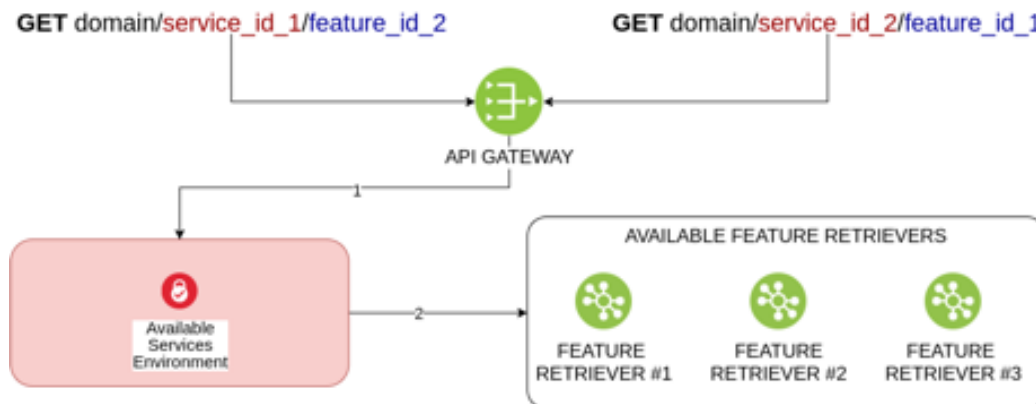 GET domain/service_id_1/feature_id_2
GET domain/service_id_2/feature_id_1
API GATEWAY
1
AVAILABLE FEATURE RETRIEVERS
Available
Services
Environment
2
FEATURE
RETRIEVER #1
FEATURE
RETRIEVER #2
FEATURE
RETRIEVER #3